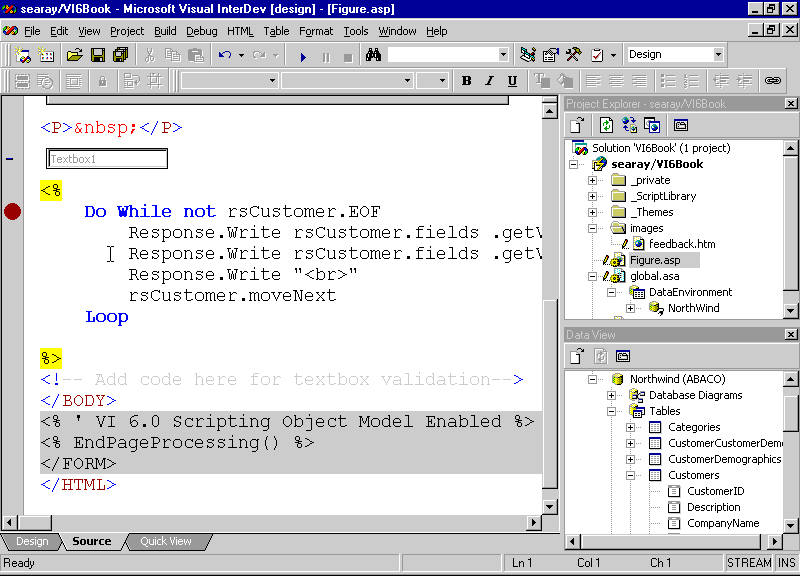 searay/VI6Book - Microsoft Visual InterDev [design] - [Figure.asp]
File Edit View Project Build Debug HTML Table Format Tools Window Help
Design
B I U
<P>&nbsp;</P>
Textbox1
<%
Do While not rsCustomer.EOF
Response.Write rsCustomer.fields .getV
Response.Write rsCustomer.fields .getV
Response.Write "<br>"
rsCustomer.moveNext
Loop
%>
<!-- Add code here for textbox validation-->
</BODY>
<% ' VI 6.0 Scripting Object Model Enabled %>
<% EndPageProcessing() %>
</FORM>
</HTML>
Design Source Quick View
Project Explorer - searay/VI6Book
Solution 'VI6Book' (1 project)
searay/VI6Book
_private
_ScriptLibrary
_Themes
images
feedback.htm
Figure.asp
global.asa
DataEnvironment
NorthWind
Data View
Northwind (ABACO)
Database Diagrams
Tables
Categories
CustomerCustomerDemo
CustomerDemographics
Customers
CustomerID
Description
CompanyName
Ready Ln 1 Col 1 Ch 1 STREAM INS